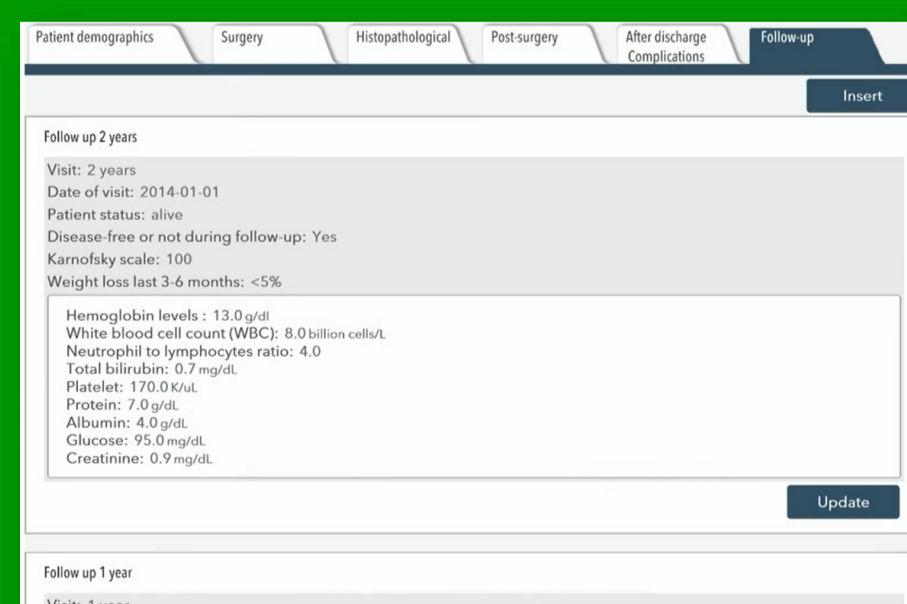 Patient demographics
Surgery
Histopathological
Post-surgery
After discharge
Complications
Follow-up
Insert
Follow up 2 years
Visit: 2 years
Date of visit: 2014-01-01
Patient status: alive
Disease-free or not during follow-up: Yes
Karnofsky scale: 100
Weight loss last 3-6 months: <5%
Hemoglobin levels : 13.0 g/dl
White blood cell count (WBC): 8.0 billion cells/L
Neutrophil to lymphocytes ratio: 4.0
Total bilirubin: 0.7 mg/dL
Platelet: 170.0 K/uL
Protein: 7.0 g/dL
Albumin: 4.0 g/dL
Glucose: 95.0 mg/dL
Creatinine: 0.9 mg/dL
Update
Follow up 1 year
Visit: 1 year